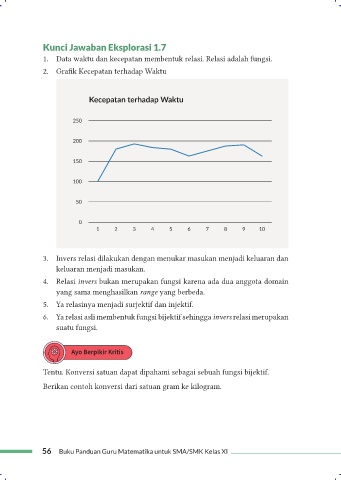 Kunci Jawaban Eksplorasi 1.7
1. Data waktu dan kecepatan membentuk relasi. Relasi adalah fungsi.
2. Grafik Kecepatan terhadap Waktu
Kecepatan terhadap Waktu
250
200
150
100
50
0
1 2 3 4 5 6 7 8 9 10
3. Invers relasi dilakukan dengan menukar masukan menjadi keluaran dan
keluaran menjadi masukan.
4. Relasi invers bukan merupakan fungsi karena ada dua anggota domain
yang sama menghasilkan range yang berbeda.
5. Ya relasinya menjadi surjektif dan injektif.
6. Ya relasi asli membentuk fungsi bijektif sehingga invers relasi merupakan
suatu fungsi.
Ayo Berpikir Kritis
Tentu. Konversi satuan dapat dipahami sebagai sebuah fungsi bijektif.
Berikan contoh konversi dari satuan gram ke kilogram.
56 Buku Panduan Guru Matematika untuk SMA/SMK Kelas XI